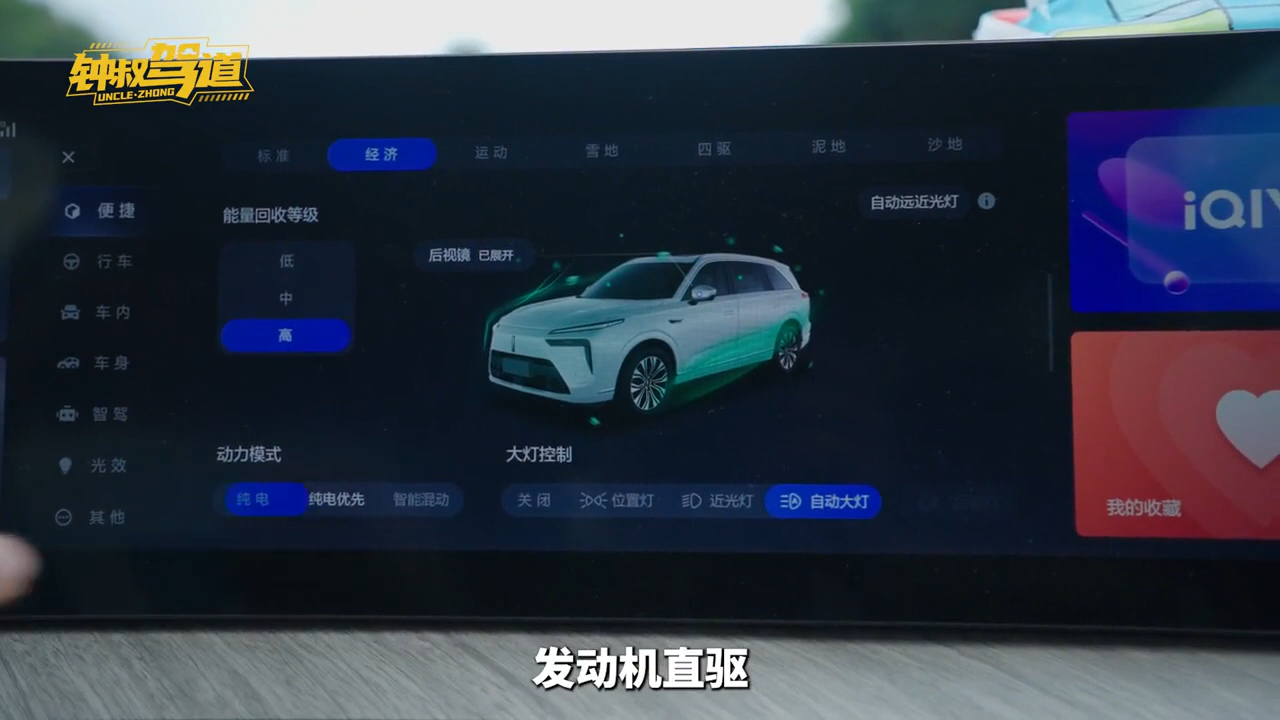 钟叔驾道
UNCLE·ZHONG
标准 经济 运动 雪地 四驱 泥地 沙地
便捷
行车
车内
车身
智驾
光效
其他
能量回收等级
低
中
高
后视镜 已展开
自动远近光灯
动力模式
纯电 纯电优先 智能混动
大灯控制
关闭 位置灯 近光灯 自动大灯
iQIY
我的收藏
发动机直驱